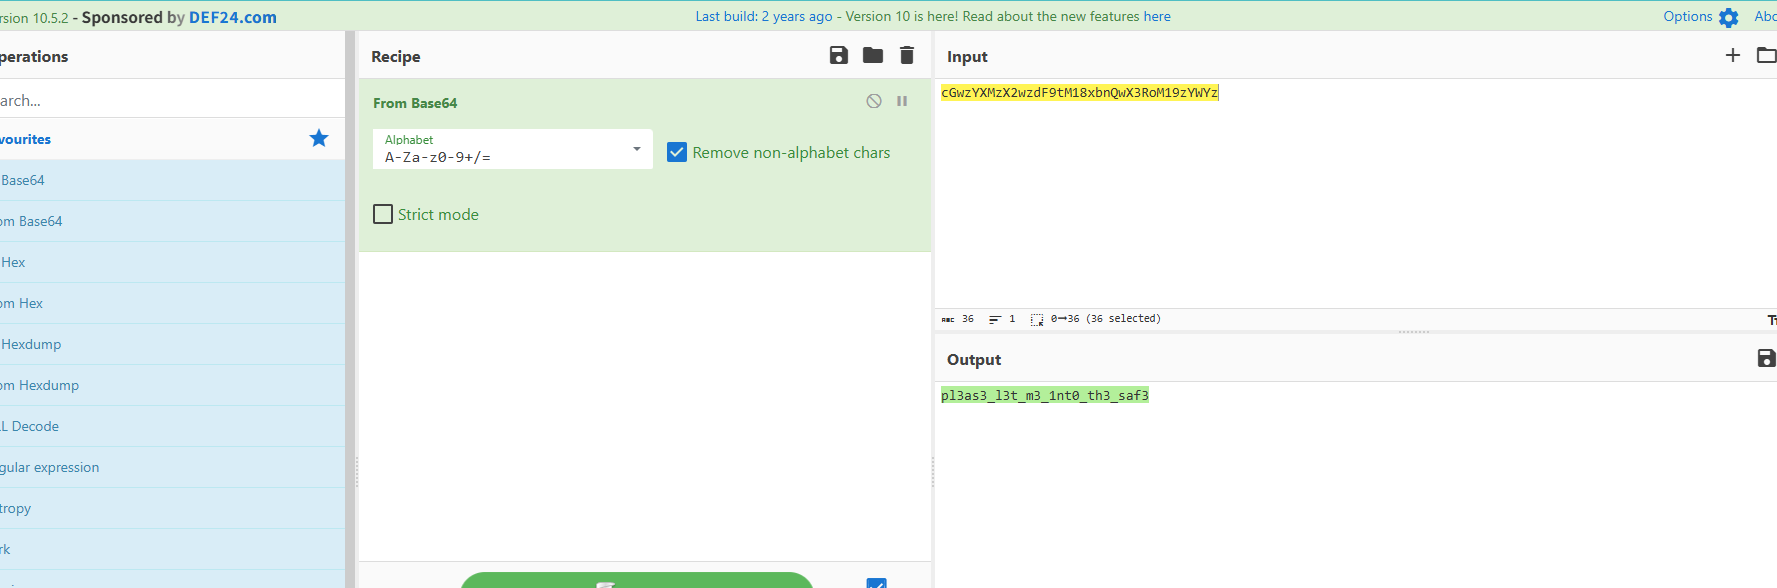 rsion 10.5.2 - Sponsored by DEF24.com
Last build: 2 years ago - Version 10 is here! Read about the new features here
Options
Abo
perations
arch...
vourites
Base64
om Base64
Hex
om Hex
Hexdump
om Hexdump
L Decode
gular expression
tropy
rk
Recipe
From Base64
Alphabet
A-Za-z0-9+/=
Remove non-alphabet chars
Strict mode
Input
cGwzYXMzX2wzdF9tM18xbnQwX3RoM19zYWYz
ABC 36 1 0→36 (36 selected)
Output
pl3as3_l3t_m3_1nt0_th3_saf3